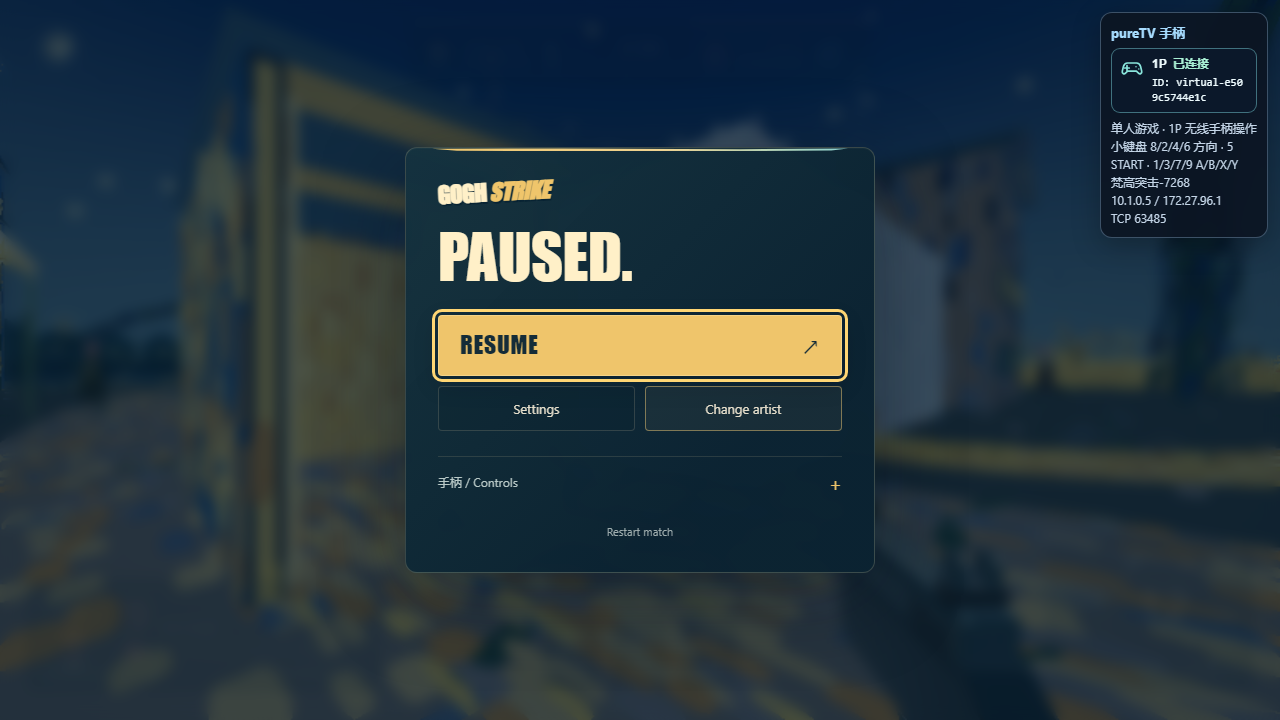 pureTV 手柄
1P 已连接
ID: virtual-e50
9c5744e1c
单人游戏 · 1P 无线手柄操作
小键盘 8/2/4/6 方向 · 5
START · 1/3/7/9 A/B/X/Y
梵高突击-7268
10.1.0.5 / 172.27.96.1
TCP 63485
GOGH STRIKE
PAUSED.
RESUME ↗
Settings
Change artist
手柄 / Controls +
Restart match